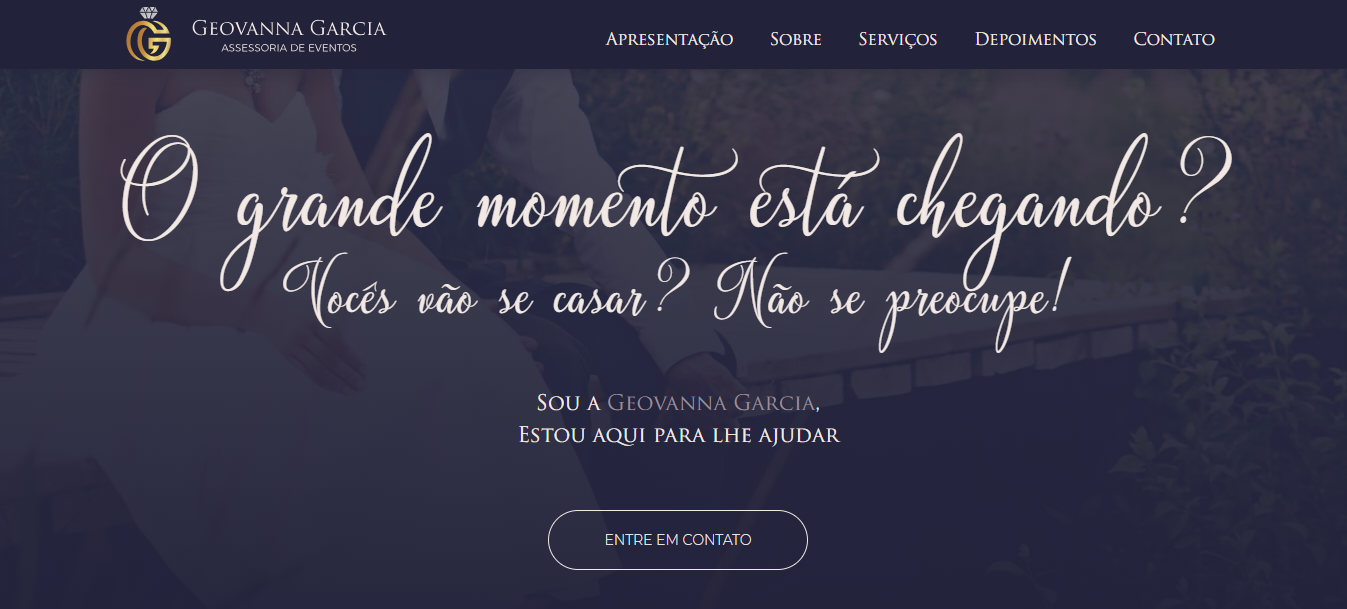 GEOVANNA GARCIA
ASSESSORIA DE EVENTOS
APRESENTAÇÃO
SOBRE
SERVIÇOS
DEPOIMENTOS
CONTATO
O grande momento está chegando?
Vocês vão se casar? Não se preocupe!
SOU A GEOVANNA GARCIA,
ESTOU AQUI PARA LHE AJUDAR
ENTRE EM CONTATO